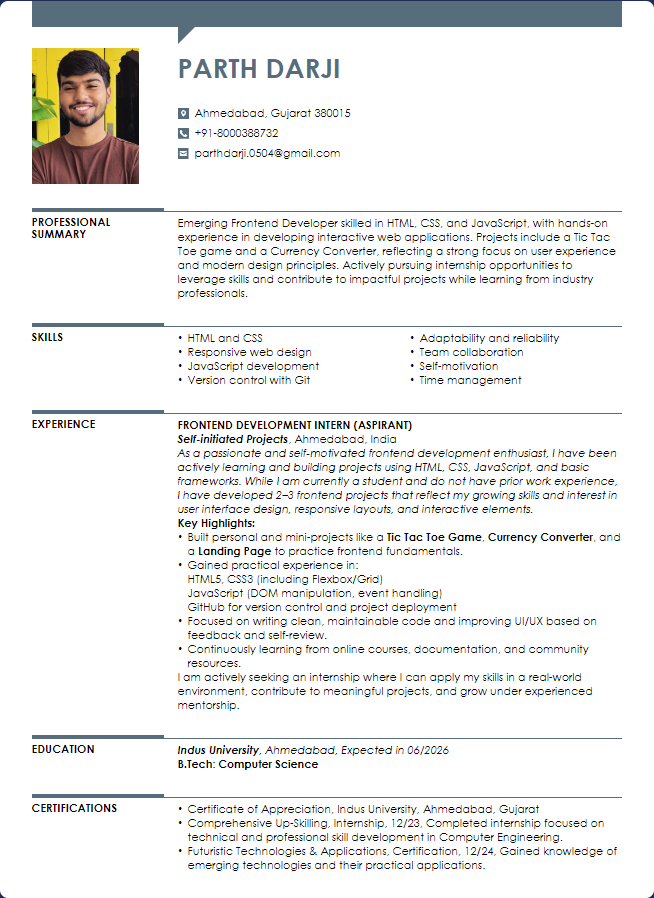 PARTH DARJI
Ahmedabad, Gujarat 380015
+91-8000388732
parthdarji.0504@gmail.com
PROFESSIONAL
SUMMARY
Emerging Frontend Developer skilled in HTML, CSS, and JavaScript, with hands-on
experience in developing interactive web applications. Projects include a Tic Tac
Toe game and a Currency Converter, reflecting a strong focus on user experience
and modern design principles. Actively pursuing internship opportunities to
leverage skills and contribute to impactful projects while learning from industry
professionals.
SKILLS
• HTML and CSS
• Responsive web design
• JavaScript development
• Version control with Git
• Adaptability and reliability
• Team collaboration
• Self-motivation
• Time management
EXPERIENCE
FRONTEND DEVELOPMENT INTERN (ASPIRANT)
Self-initiated Projects, Ahmedabad, India
As a passionate and self-motivated frontend development enthusiast, I have been
actively learning and building projects using HTML, CSS, JavaScript, and basic
frameworks. While I am currently a student and do not have prior work experience,
I have developed 2–3 frontend projects that reflect my growing skills and interest in
user interface design, responsive layouts, and interactive elements.
Key Highlights:
• Built personal and mini-projects like a Tic Tac Toe Game, Currency Converter, and
a Landing Page to practice frontend fundamentals.
• Gained practical experience in:
HTML5, CSS3 (including Flexbox/Grid)
JavaScript (DOM manipulation, event handling)
GitHub for version control and project deployment
• Focused on writing clean, maintainable code and improving UI/UX based on
feedback and self-review.
• Continuously learning from online courses, documentation, and community
resources.
I am actively seeking an internship where I can apply my skills in a real-world
environment, contribute to meaningful projects, and grow under experienced
mentorship.
EDUCATION
Indus University, Ahmedabad, Expected in 06/2026
B.Tech: Computer Science
CERTIFICATIONS
• Certificate of Appreciation, Indus University, Ahmedabad, Gujarat
• Comprehensive Up-Skilling, Internship, 12/23, Completed internship focused on
technical and professional skill development in Computer Engineering.
• Futuristic Technologies & Applications, Certification, 12/24, Gained knowledge of
emerging technologies and their practical applications.